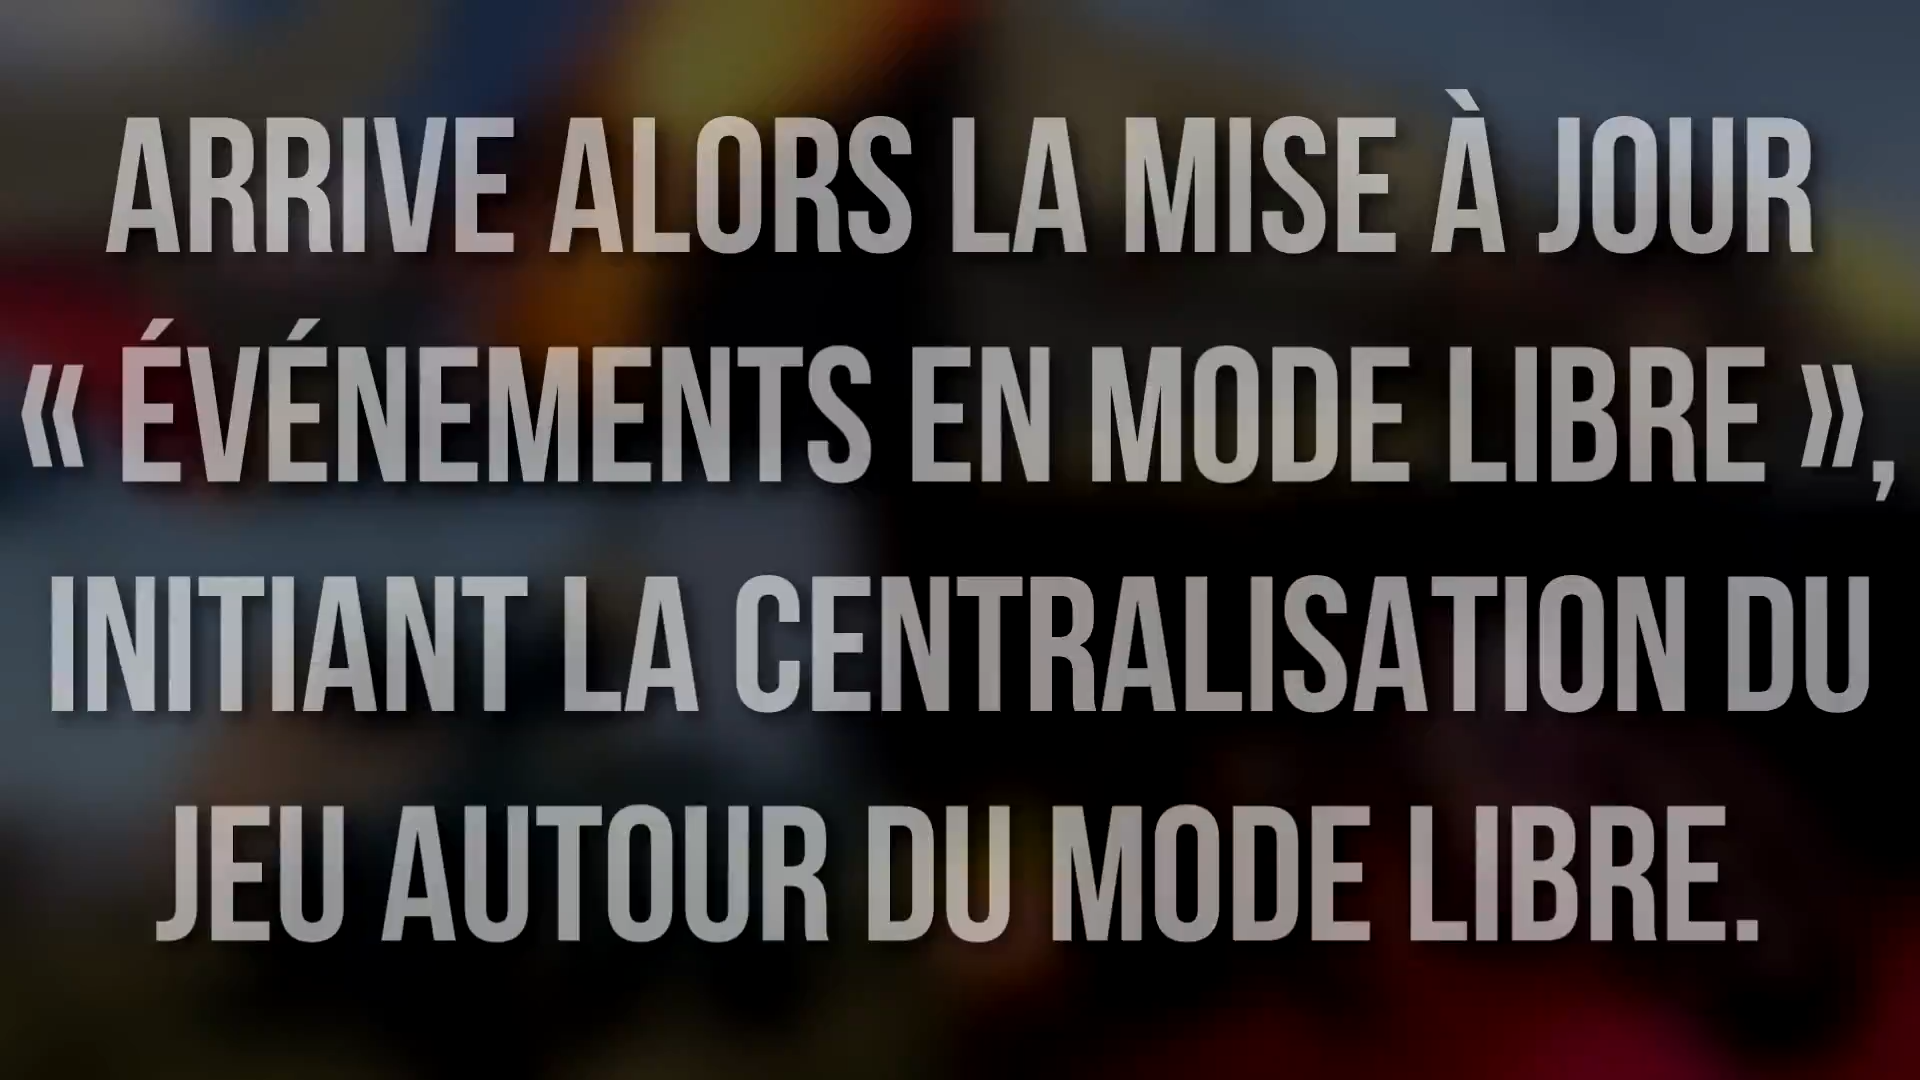 ARRIVE ALORS LA MISE À JOUR
« ÉVÉNEMENTS EN MODE LIBRE »,
INITIANT LA CENTRALISATION DU
JEU AUTOUR DU MODE LIBRE.